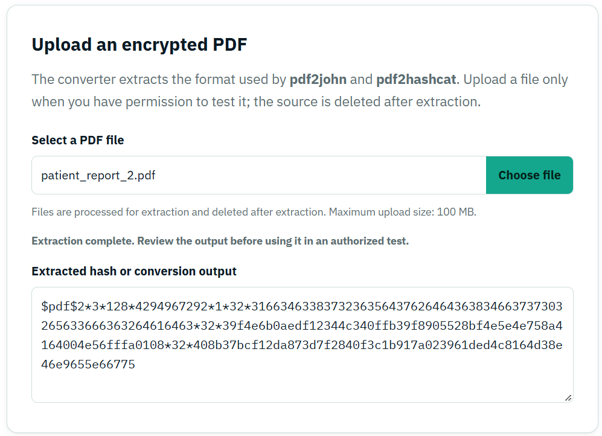 Upload an encrypted PDF
The converter extracts the format used by pdf2john and pdf2hashcat. Upload a file only
when you have permission to test it; the source is deleted after extraction.
Select a PDF file
patient_report_2.pdf
Choose file
Files are processed for extraction and deleted after extraction. Maximum upload size: 100 MB.
Extraction complete. Review the output before using it in an authorized test.
Extracted hash or conversion output
$pdf$2*3*128*4294967292*1*32*3166346338373236356437626464363834663737303
26563366636326461646​3*32*39f4e6b0aedf12344c340ffb39f8905528bf4e5e4e758a4
164004e56fffa0108*32*408b37bcf12da873d7f2840f3c1b917a023961ded4c8164d38e
46e9655e66775